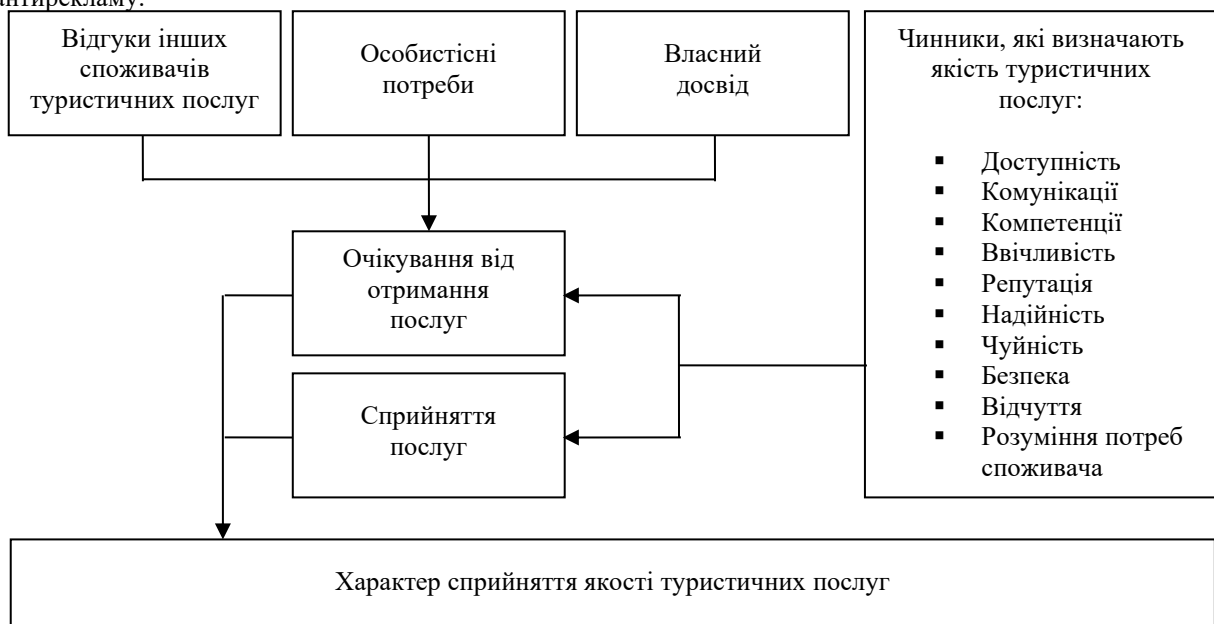 антирекламу.
Відгуки інших
споживачів
туристичних послуг
Особистісні
потреби
Власний
досвід
Чинники, які визначають
якість туристичних
послуг:
▪ Доступність
▪ Комунікації
▪ Компетенції
▪ Ввічливість
▪ Репутація
▪ Надійність
▪ Чуйність
▪ Безпека
▪ Відчуття
▪ Розуміння потреб
споживача
Очікування від
отримання
послуг
Сприйняття
послуг
Характер сприйняття якості туристичних послуг